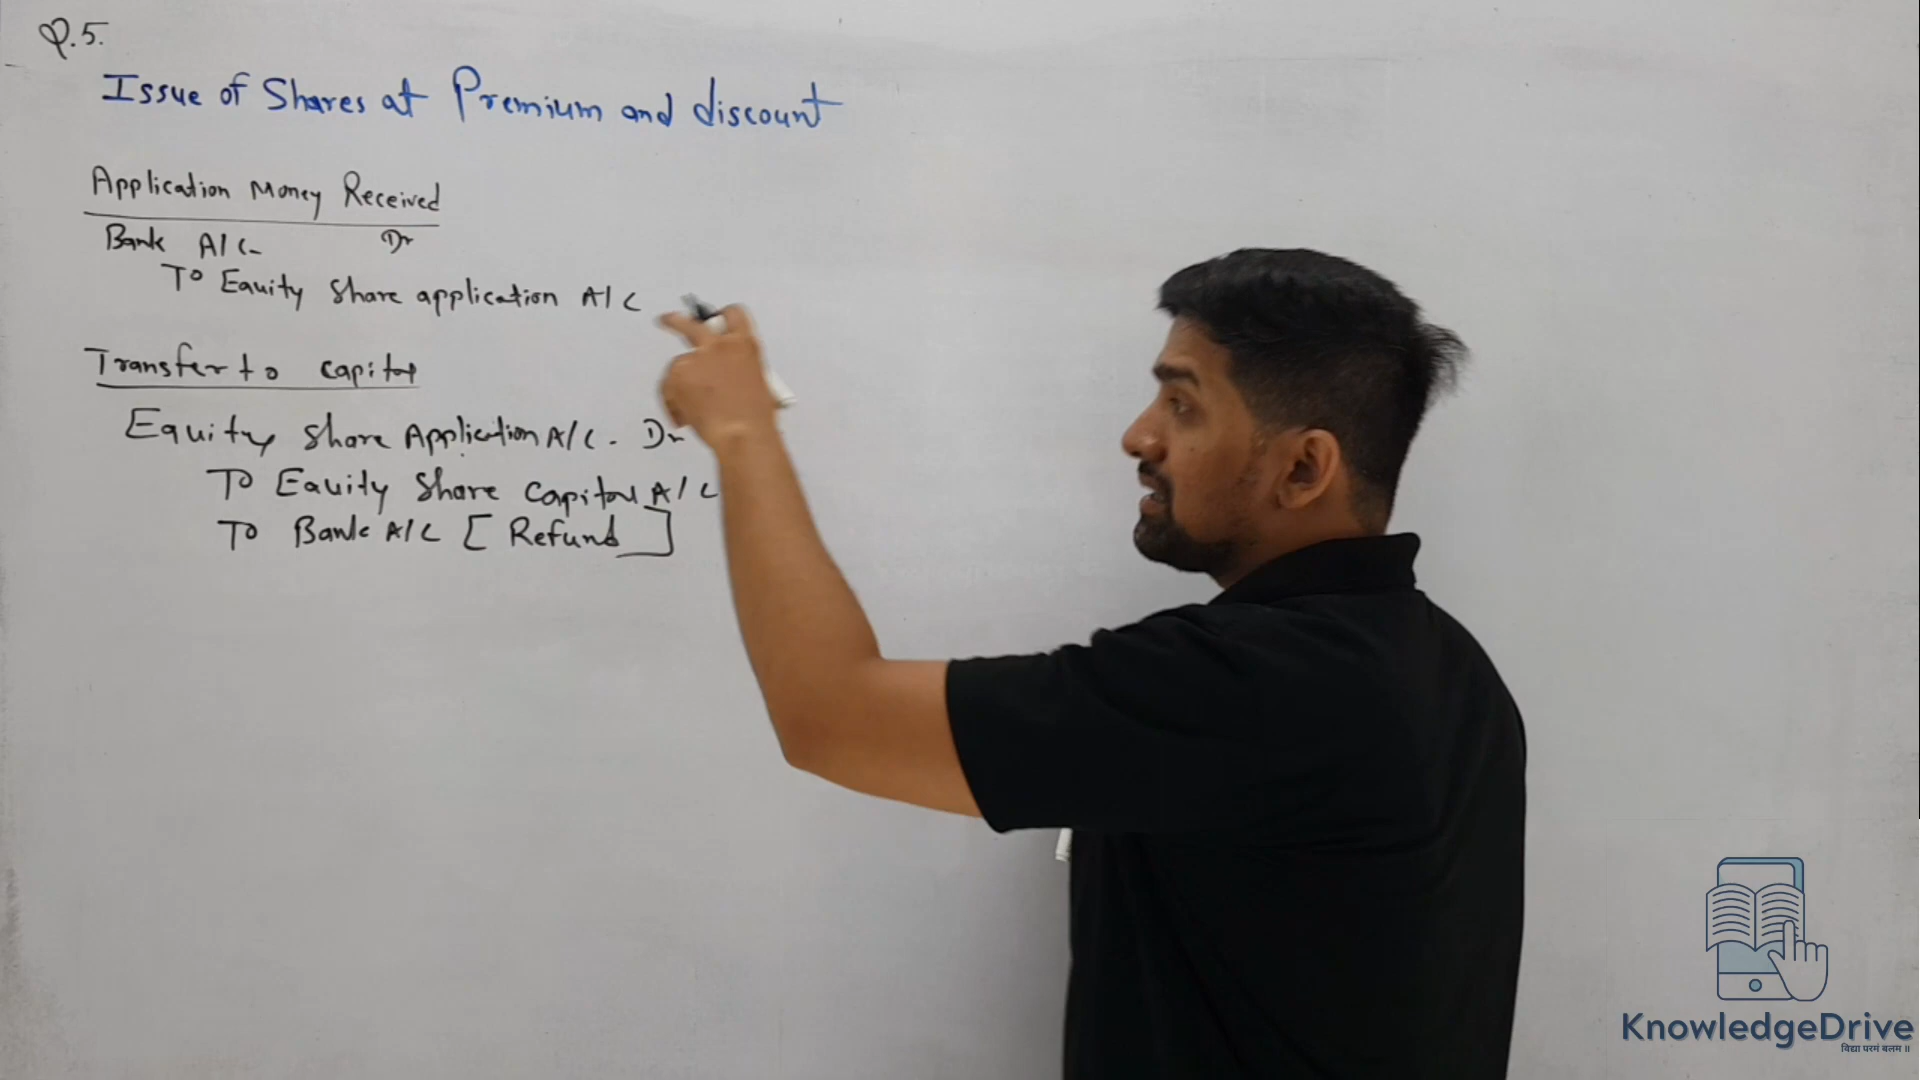 Q.5.
Issue of Shares at Premium and discount
Application Money Received
Bank A/C Dr
To Equity Share application A/C
Transfer to capital
Equity Share Application A/C. Dr
To Equity Share Capital A/C
To Bank A/C [Refund]
KnowledgeDrive
विद्या परमं बलम॥